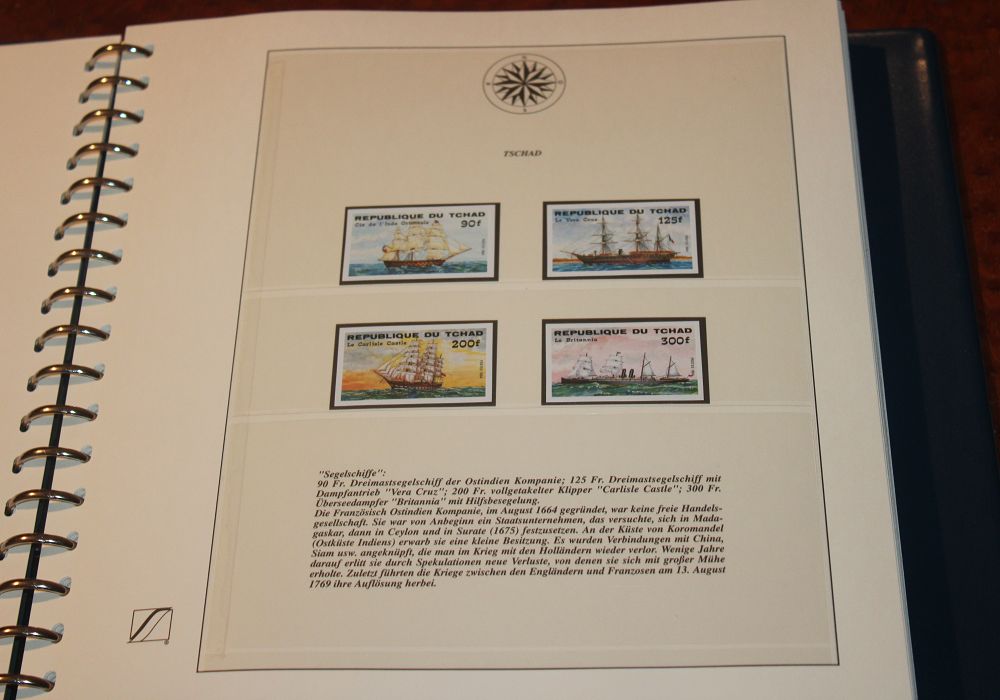 TSCHAD
REPUBLIQUE DU TCHAD
Cie de l'Inde Orientale
90f
REPUBLIQUE DU TCHAD
Le Vera Cruz
125f
REPUBLIQUE DU TCHAD
Le Carlisle Castle
200f
REPUBLIQUE DU TCHAD
Le Britannia
300f
"Segelschiffe":
90 Fr. Dreimastsegelschiff der Ostindien Kompanie; 125 Fr. Dreimastsegelschiff mit
Dampfantrieb "Vera Cruz"; 200 Fr. vollgetakelter Klipper "Carlisle Castle"; 300 Fr.
Überseedampfer "Britannia" mit Hilfsbesegelung.
Die Französisch Ostindien Kompanie, im August 1664 gegründet, war keine freie Handels-
gesellschaft. Sie war von Anbeginn ein Staatsunternehmen, das versuchte, sich in Mada-
gaskar, dann in Ceylon und in Surate (1675) festzusetzen. An der Küste von Koromandel
(Ostküste Indiens) erwarb sie eine kleine Besitzung. Es wurden Verbindungen mit China,
Siam usw. angeknüpft, die man im Krieg mit den Holländern wieder verlor. Wenige Jahre
darauf erlitt sie durch Spekulationen neue Verluste, von denen sie sich mit großer Mühe
erholte. Zuletzt führten die Kriege zwischen den Engländern und Franzosen am 13. August
1769 ihre Auflösung herbei.